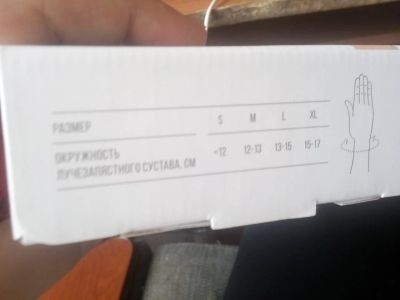 РАЗМЕР S M L XL
ОКРУЖНОСТЬ
ЛУЧЕЗАПЯСТНОГО СУСТАВА, СМ <12 12-13 13-15 15-17